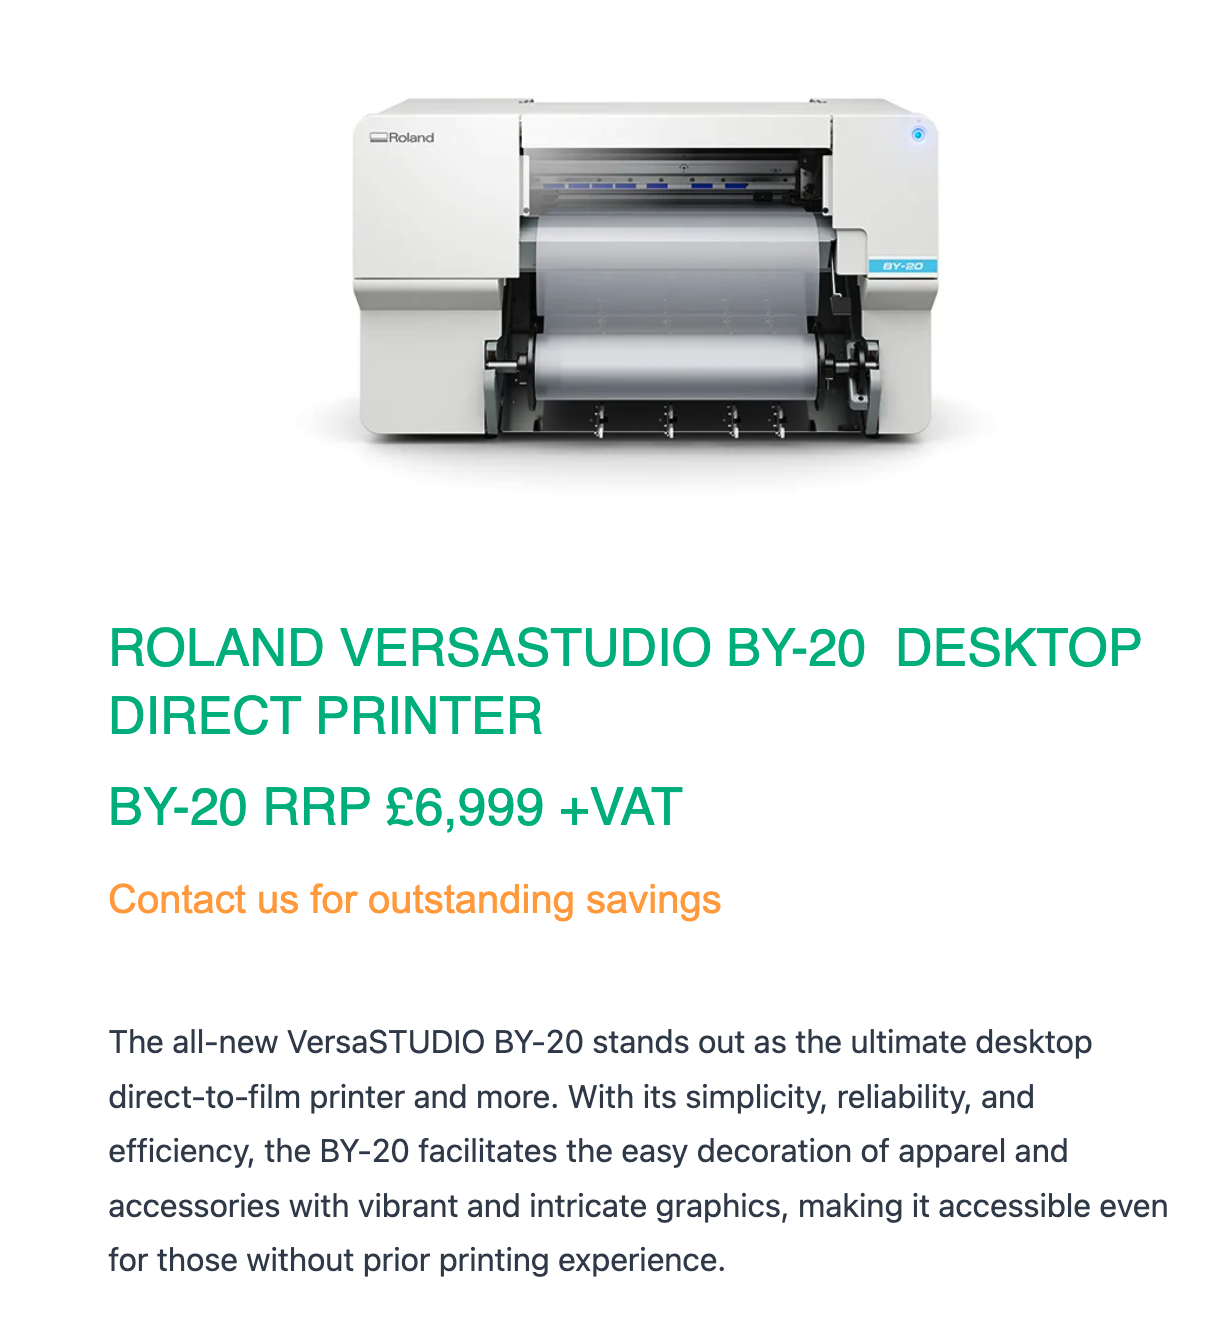 Roland
BY-20
ROLAND VERSASTUDIO BY-20  DESKTOP
DIRECT PRINTER
BY-20 RRP £6,999 +VAT
Contact us for outstanding savings
The all-new VersaSTUDIO BY-20 stands out as the ultimate desktop
direct-to-film printer and more. With its simplicity, reliability, and
efficiency, the BY-20 facilitates the easy decoration of apparel and
accessories with vibrant and intricate graphics, making it accessible even
for those without prior printing experience.